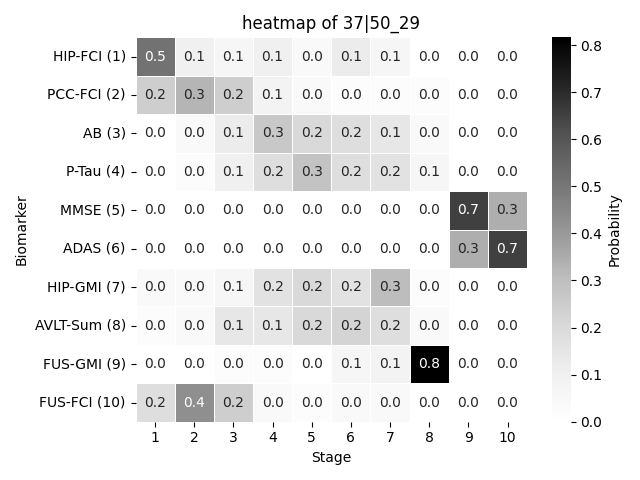 heatmap of 37|50_29
HIP-FCI (1) 0.5 0.1 0.1 0.1 0.0 0.1 0.1 0.0 0.0 0.0
PCC-FCI (2) 0.2 0.3 0.2 0.1 0.0 0.0 0.0 0.0 0.0 0.0
AB (3) 0.0 0.0 0.1 0.3 0.2 0.2 0.1 0.0 0.0 0.0
P-Tau (4) 0.0 0.0 0.1 0.2 0.3 0.2 0.2 0.1 0.0 0.0
MMSE (5) 0.0 0.0 0.0 0.0 0.0 0.0 0.0 0.0 0.7 0.3
ADAS (6) 0.0 0.0 0.0 0.0 0.0 0.0 0.0 0.0 0.3 0.7
HIP-GMI (7) 0.0 0.0 0.1 0.2 0.2 0.2 0.3 0.0 0.0 0.0
AVLT-Sum (8) 0.0 0.0 0.1 0.1 0.2 0.2 0.2 0.0 0.0 0.0
FUS-GMI (9) 0.0 0.0 0.0 0.0 0.0 0.1 0.1 0.8 0.0 0.0
FUS-FCI (10) 0.2 0.4 0.2 0.0 0.0 0.0 0.0 0.0 0.0 0.0
1 2 3 4 5 6 7 8 9 10
Stage
Biomarker
0.8
0.7
0.6
0.5
0.4
0.3
0.2
0.1
0.0
Probability